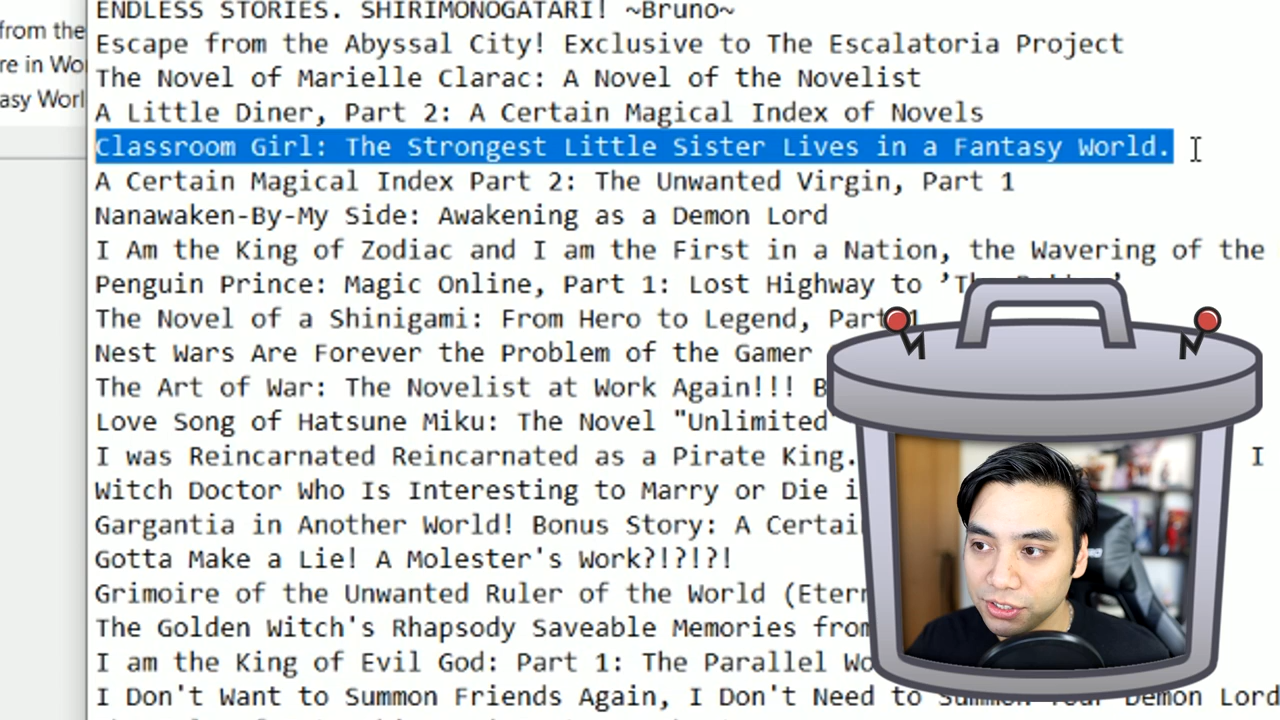 from the
re in Wo
asy Worl
ENDLESS STORIES. SHIRIMONOGATARI! ~Bruno~
Escape from the Abyssal City! Exclusive to The Escalatoria Project
The Novel of Marielle Clarac: A Novel of the Novelist
A Little Diner, Part 2: A Certain Magical Index of Novels
Classroom Girl: The Strongest Little Sister Lives in a Fantasy World.
A Certain Magical Index Part 2: The Unwanted Virgin, Part 1
Nanawaken-By-My Side: Awakening as a Demon Lord
I Am the King of Zodiac and I am the First in a Nation, the Wavering of the
Penguin Prince: Magic Online, Part 1: Lost Highway to
The Novel of a Shinigami: From Hero to Legend, Part 1
Nest Wars Are Forever the Problem of the Gamer
The Art of War: The Novelist at Work Again!!! B
Love Song of Hatsune Miku: The Novel "Unlimited
I was Reincarnated Reincarnated as a Pirate King. I
Witch Doctor Who Is Interesting to Marry or Die i
Gargantia in Another World! Bonus Story: A Certai
Gotta Make a Lie! A Molester's Work?!?!?!
Grimoire of the Unwanted Ruler of the World (Eter
The Golden Witch's Rhapsody Saveable Memories from
I am the King of Evil God: Part 1: The Parallel Wo
I Don't Want to Summon Friends Again, I Don't Need to Summon Your Demon Lord